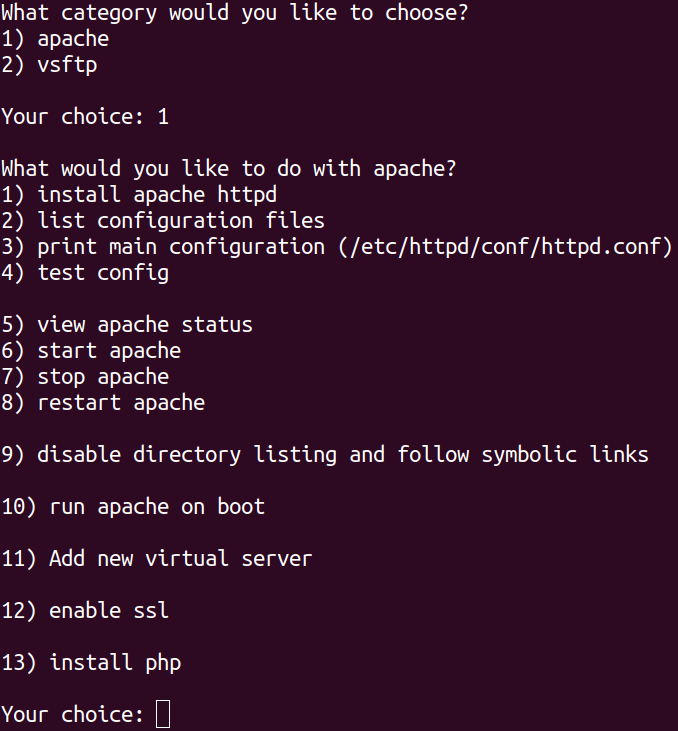 What category would you like to choose?
1) apache
2) vsftp
Your choice: 1
What would you like to do with apache?
1) install apache httpd
2) list configuration files
3) print main configuration (/etc/httpd/conf/httpd.conf)
4) test config
5) view apache status
6) start apache
7) stop apache
8) restart apache
9) disable directory listing and follow symbolic links
10) run apache on boot
11) Add new virtual server
12) enable ssl
13) install php
Your choice: